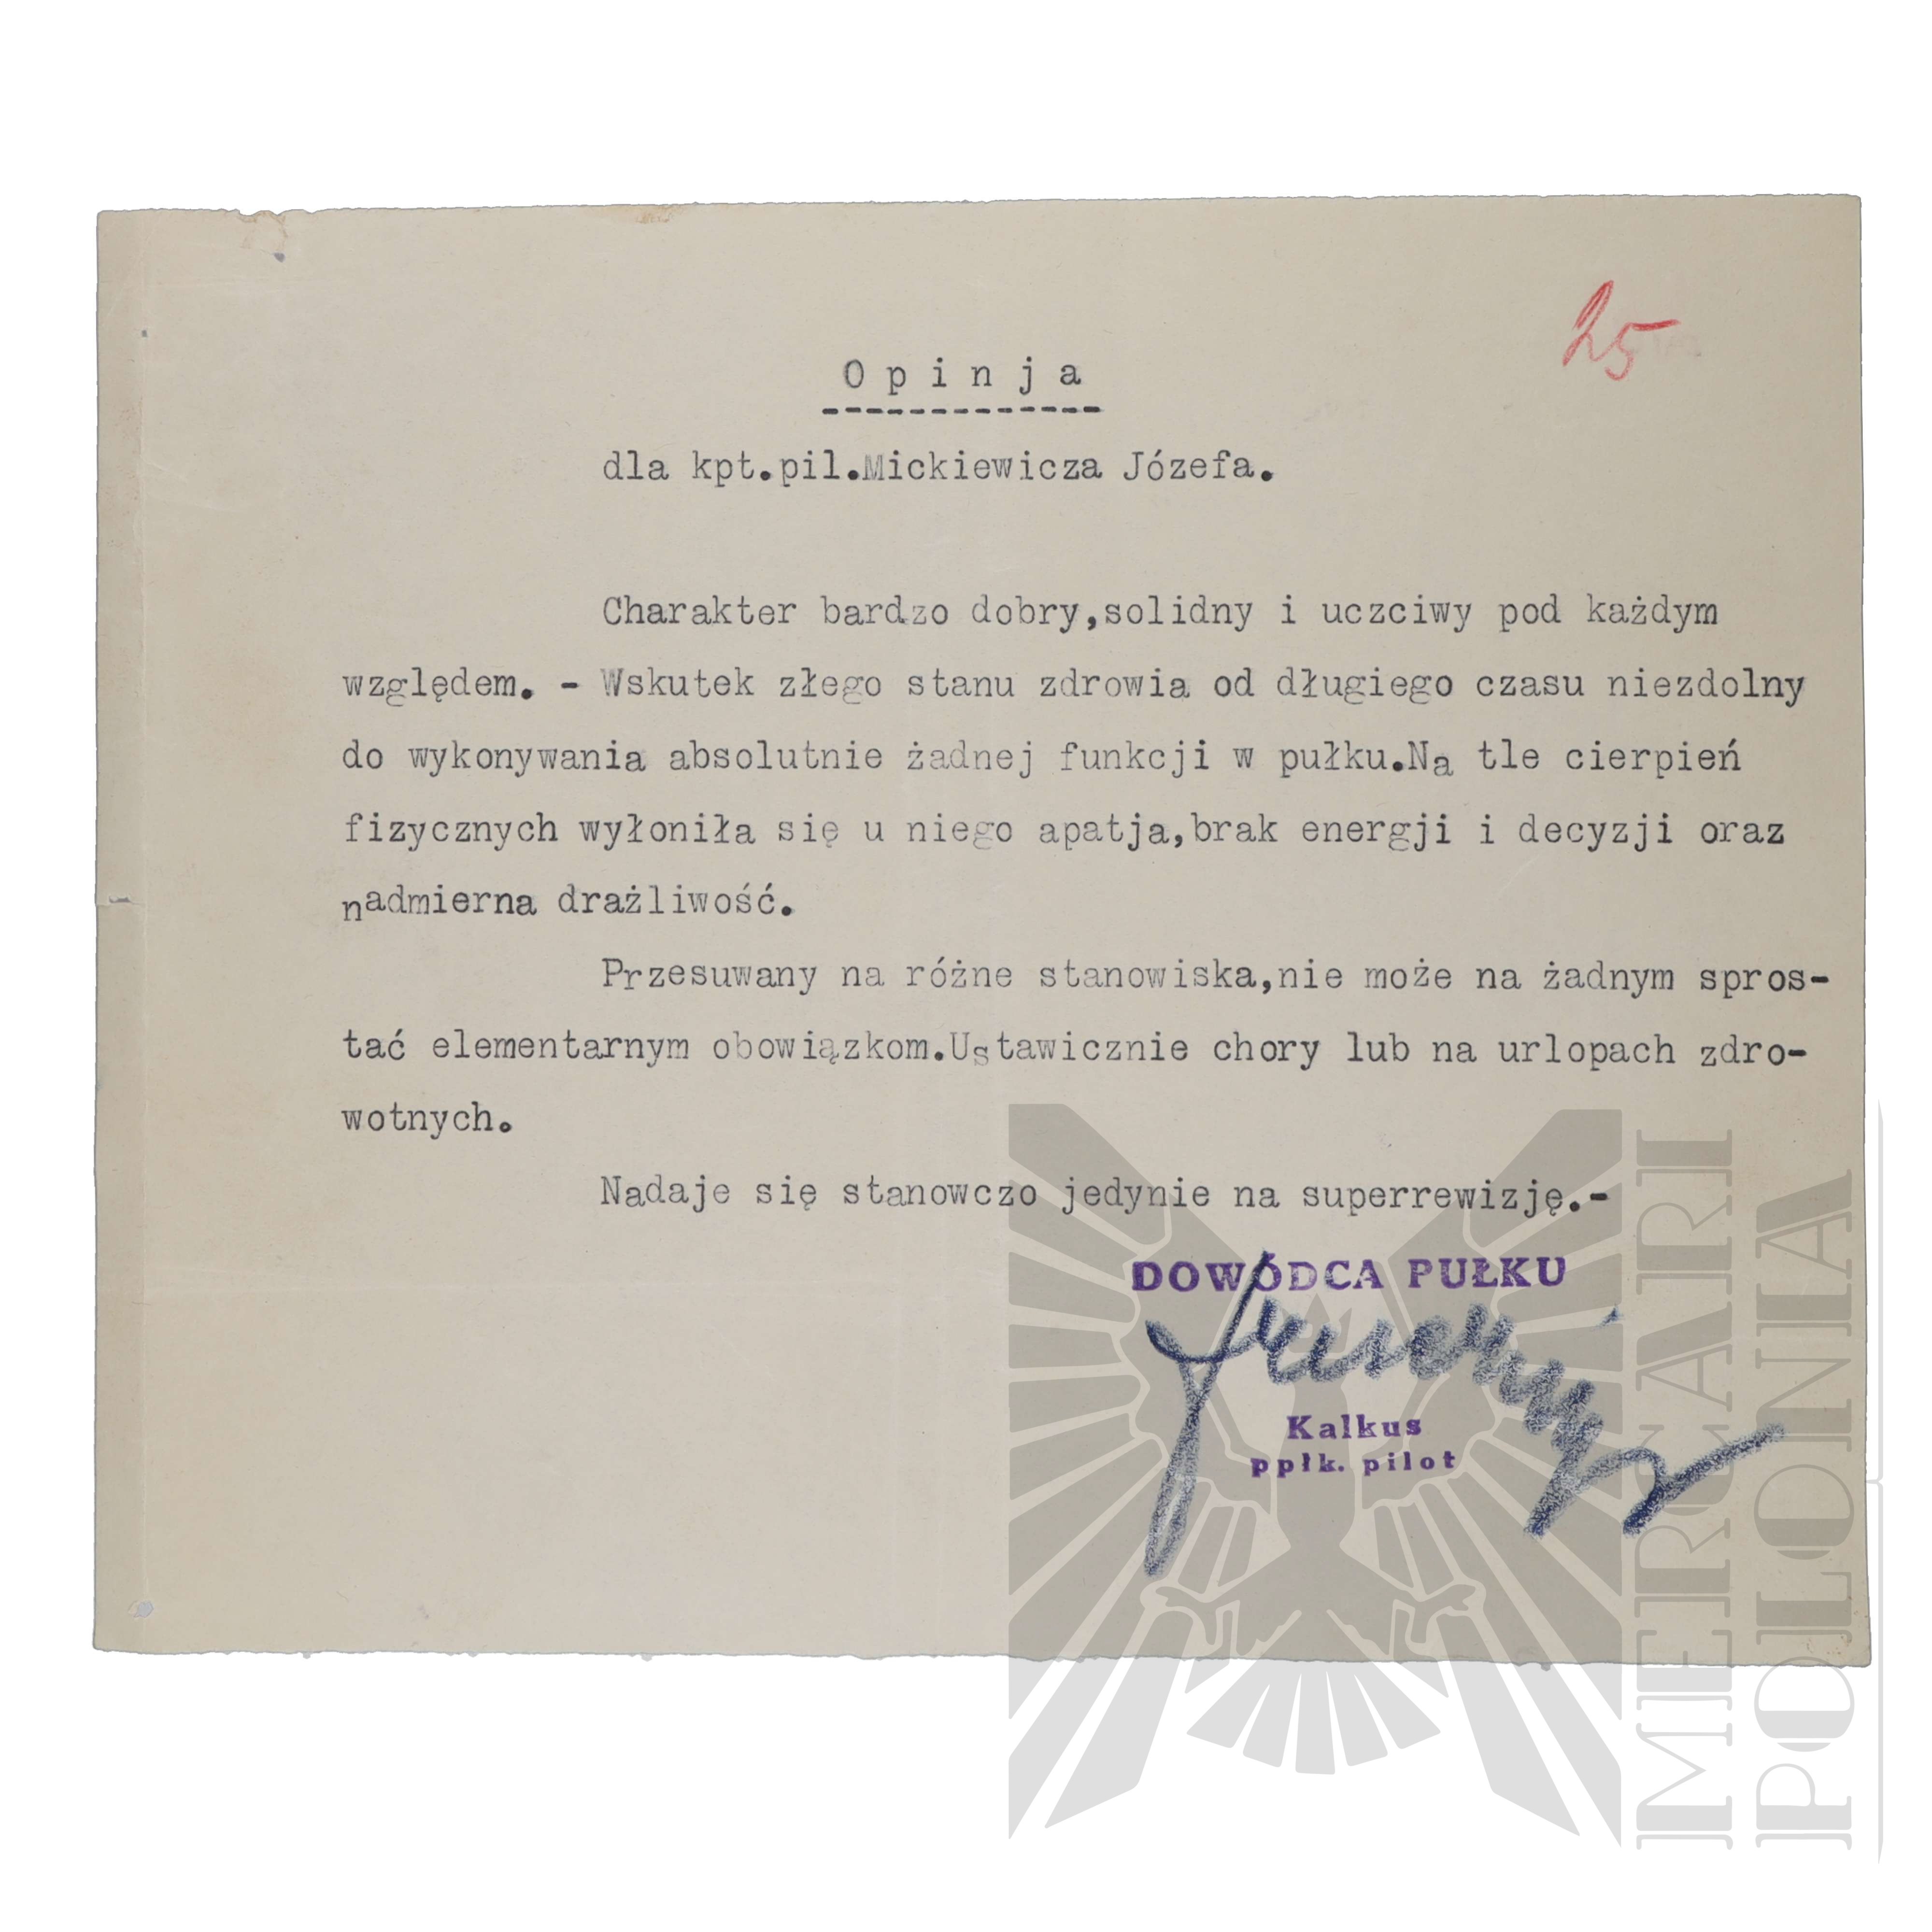 25
Opinja
dla kpt.pil.Mickiewicza Józefa.
Charakter bardzo dobry,solidny i uczciwy pod każdym
względem. - Wskutek złego stanu zdrowia od długiego czasu niezdolny
do wykonywania absolutnie żadnej funkcji w pułku.Na tle cierpień
fizycznych wyłoniła się u niego apatja,brak energji i decyzji oraz
nadmierna drażliwość.
Przesuwany na różne stanowiska,nie może na żadnym spros-
tać elementarnym obowiązkom.Ustawicznie chory lub na urlopach zdro-
wotnych.
Nadaje się stanowczo jedynie na superrewizję.-
DOWÓDCA PUŁKU
Kalkus
ppłk. pilot
MERCARI
POLONIA